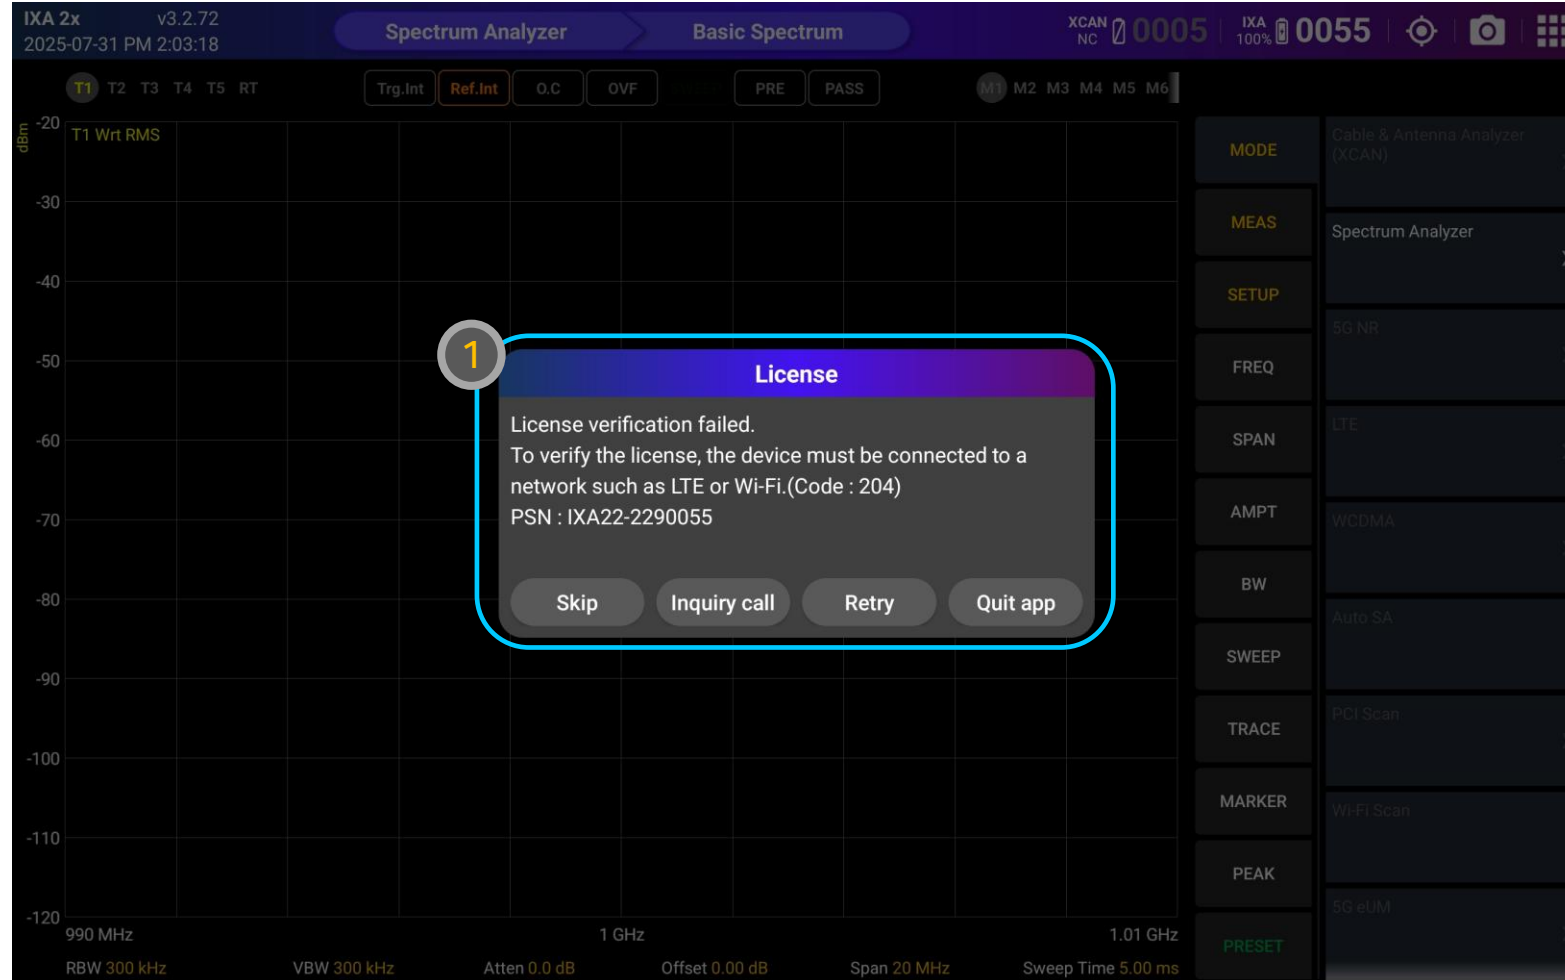 IXA 2x v3.2.72
2025-07-31 PM 2:03:18
Spectrum Analyzer
Basic Spectrum
XCAN
NC
0005
IXA
100%
0055
T1 T2 T3 T4 T5 RT
Trg.Int Ref.Int O.C OVF SWEEP PRE PASS
M1 M2 M3 M4 M5 M6
dBm
T1 Wrt RMS
-20
-30
-40
-50
-60
-70
-80
-90
-100
-110
-120
1
License
License verification failed.
To verify the license, the device must be connected to a
network such as LTE or Wi-Fi.(Code : 204)
PSN : IXA22-2290055
Skip
Inquiry call
Retry
Quit app
990 MHz
1 GHz
1.01 GHz
RBW 300 kHz
VBW 300 kHz
Atten 0.0 dB
Offset 0.00 dB
Span 20 MHz
Sweep Time 5.00 ms
MODE
MEAS
SETUP
FREQ
SPAN
AMPT
BW
SWEEP
TRACE
MARKER
PEAK
PRESET
Cable & Antenna Analyzer
(XCAN)
Spectrum Analyzer
5G NR
LTE
WCDMA
Auto SA
PCI Scan
Wi-Fi Scan
5G eUM